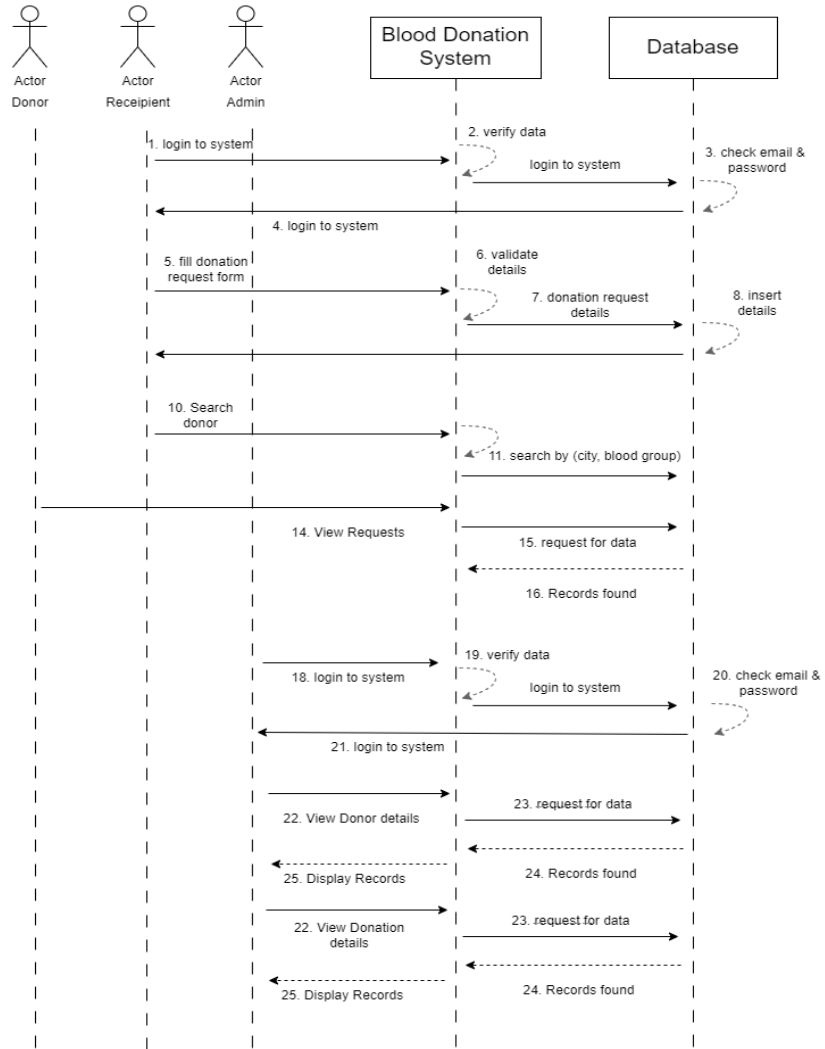 Actor
Donor
Actor
Receipient
Actor
Admin
Blood Donation
System
Database
1. login to system
2. verify data
login to system
3. check email &
password
4. login to system
5. fill donation
request form
6. validate
details
7. donation request
details
8. insert
details
10. Search
donor
11. search by (city, blood group)
14. View Requests
15. request for data
16. Records found
18. login to system
19. verify data
login to system
20. check email &
password
21. login to system
22. View Donor details
23. request for data
24. Records found
25. Display Records
22. View Donation
details
23. request for data
24. Records found
25. Display Records